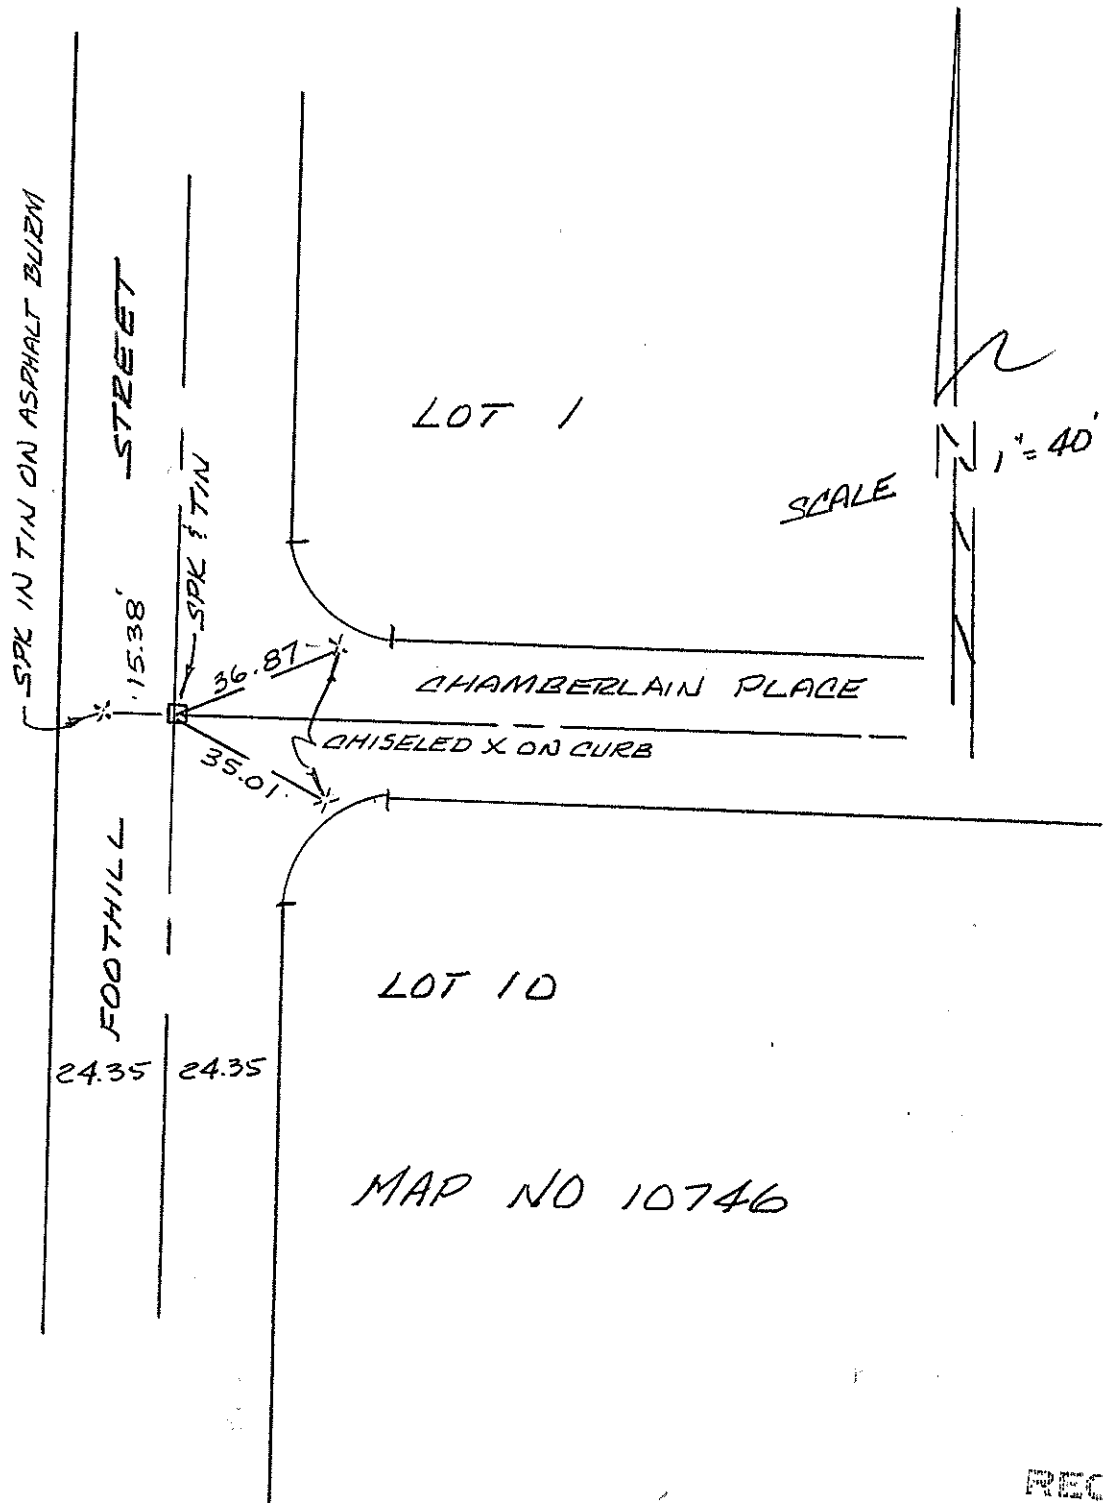 SPK IN TIN ON ASPHALT BURM
STREET
SPK & TIN
15.38'
LOT 1
SCALE
N
1"= 40'
36.87
CHAMBERLAIN PLACE
CHISELED X ON CURB
35.01
FOOTHILL
LOT 10
24.35
24.35
MAP NO 10746
REC